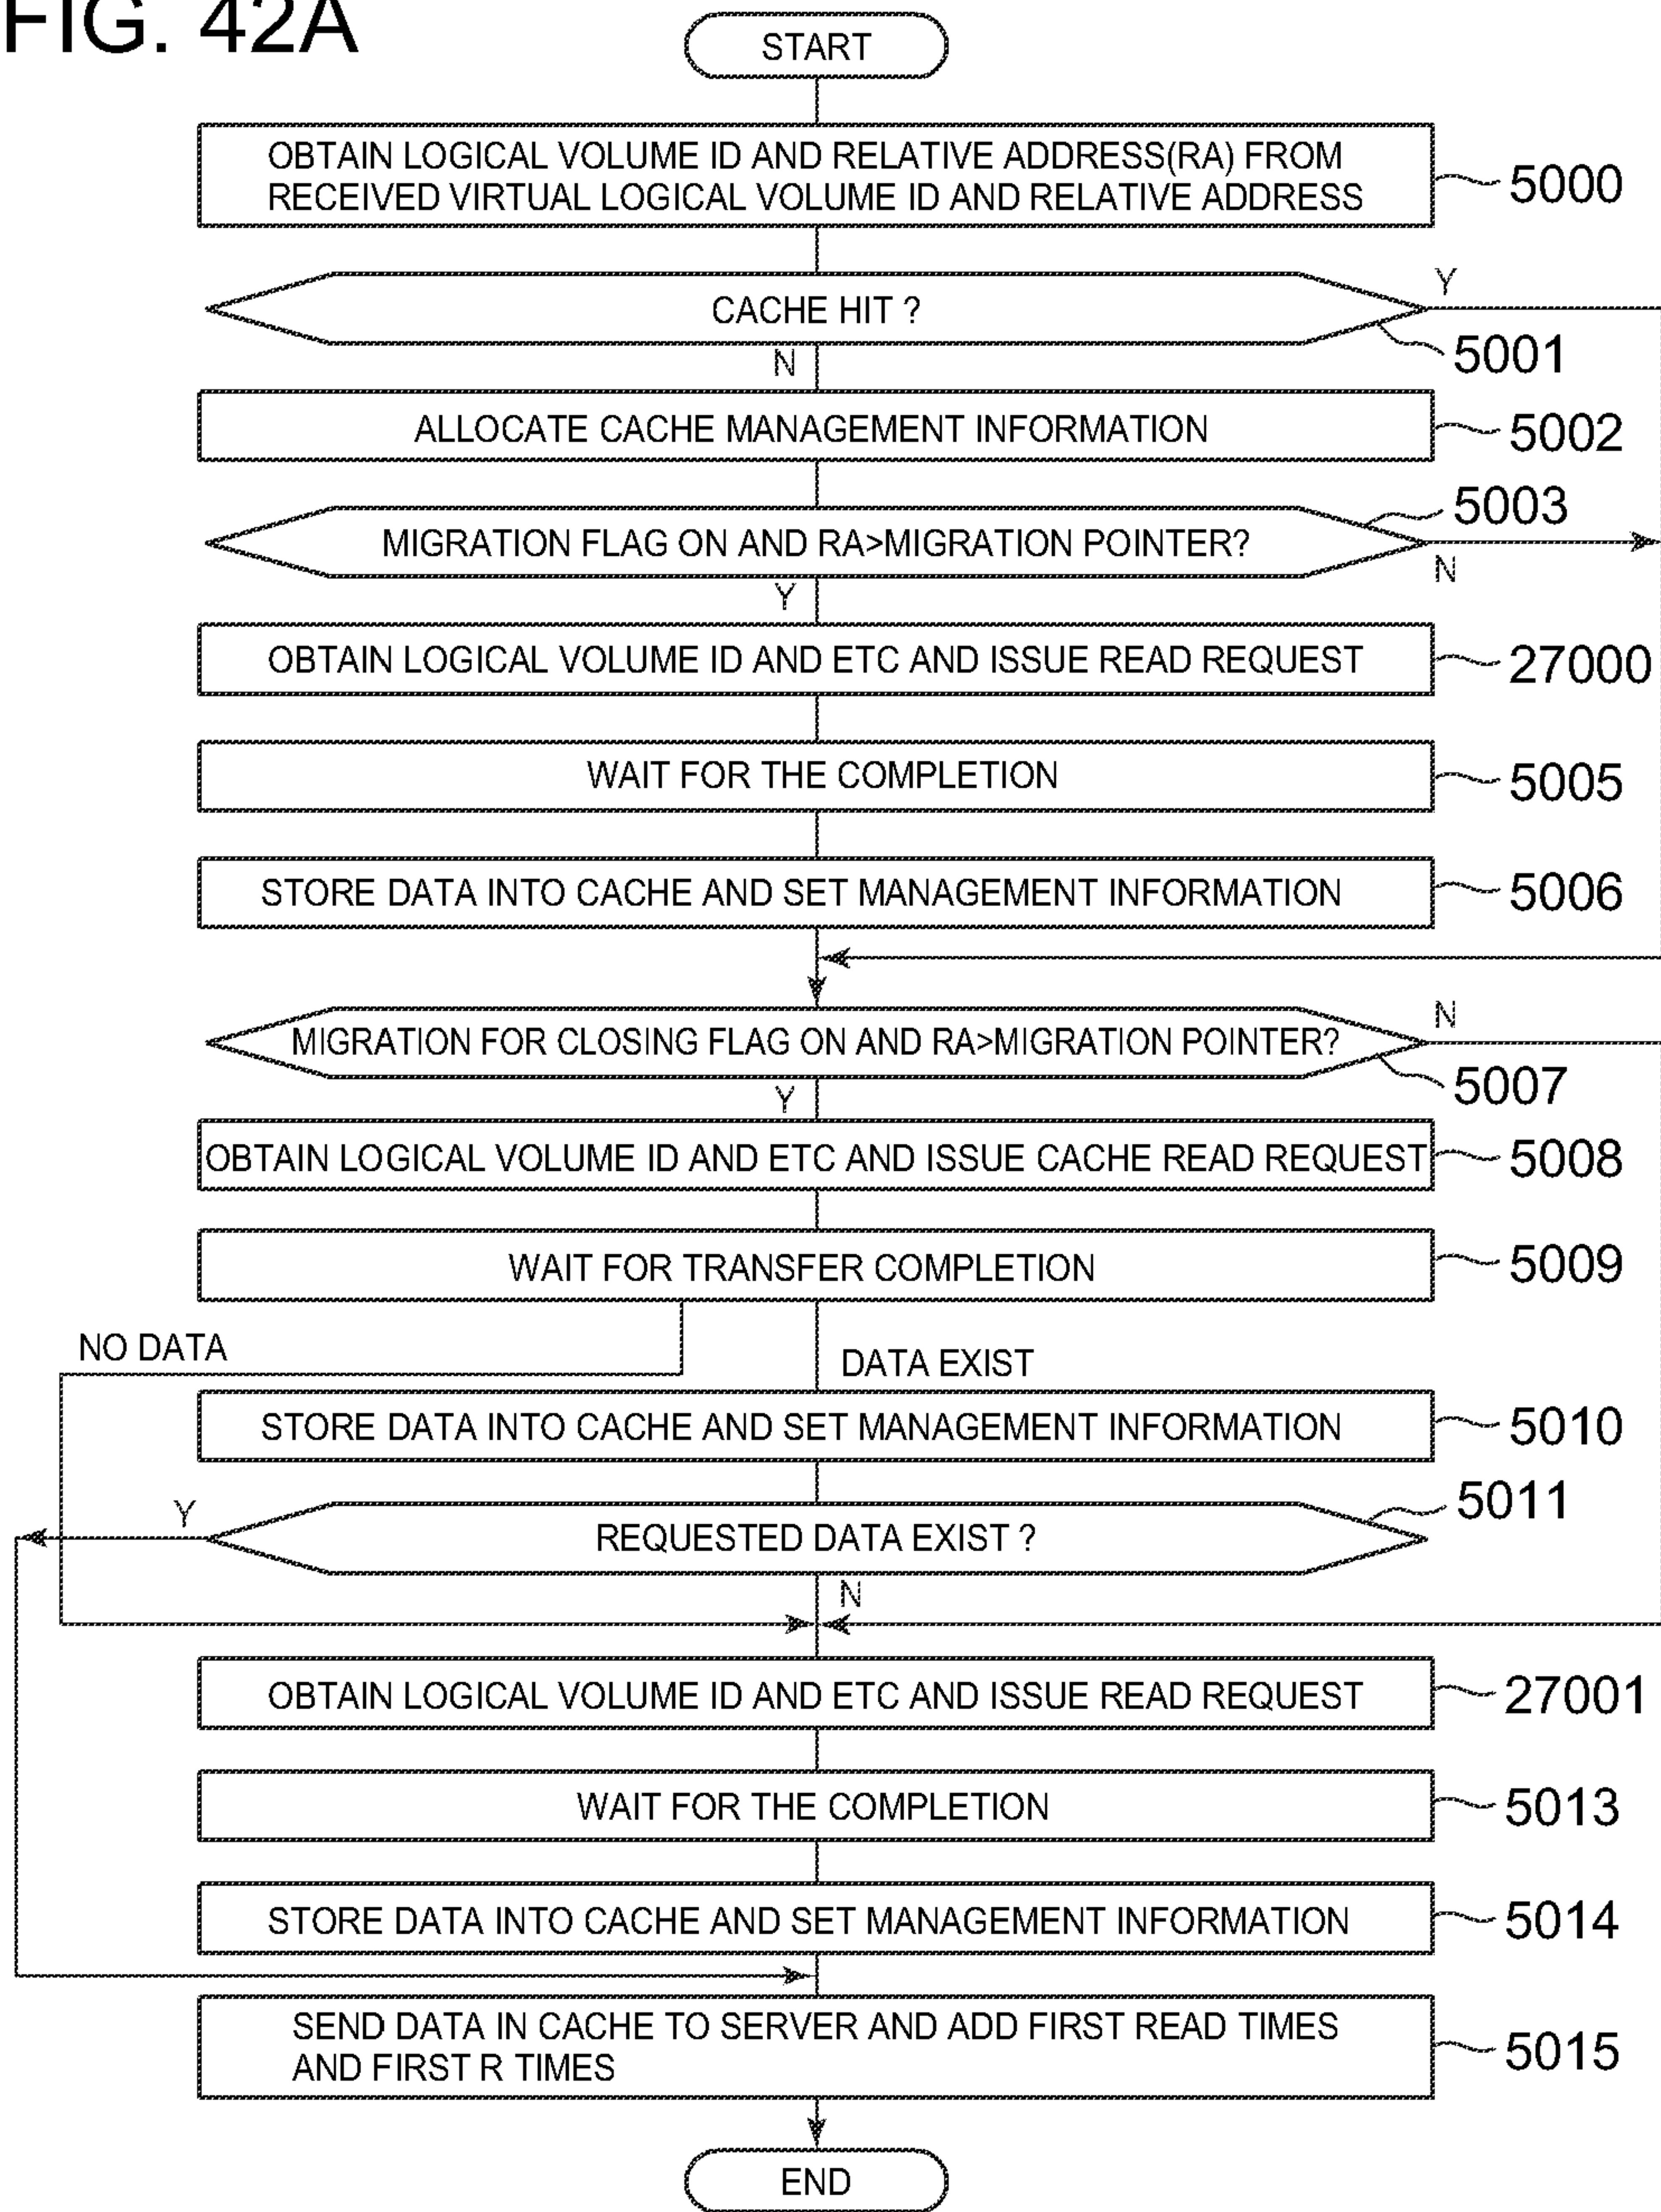 FIG. 42A
START
OBTAIN LOGICAL VOLUME ID AND RELATIVE ADDRESS(RA) FROM
RECEIVED VIRTUAL LOGICAL VOLUME ID AND RELATIVE ADDRESS
5000
CACHE HIT ?
Y
5001
N
ALLOCATE CACHE MANAGEMENT INFORMATION
5002
5003
MIGRATION FLAG ON AND RA>MIGRATION POINTER?
N
Y
OBTAIN LOGICAL VOLUME ID AND ETC AND ISSUE READ REQUEST
27000
WAIT FOR THE COMPLETION
5005
STORE DATA INTO CACHE AND SET MANAGEMENT INFORMATION
5006
N
MIGRATION FOR CLOSING FLAG ON AND RA>MIGRATION POINTER?
5007
Y
OBTAIN LOGICAL VOLUME ID AND ETC AND ISSUE CACHE READ REQUEST
5008
WAIT FOR TRANSFER COMPLETION
5009
NO DATA
DATA EXIST
STORE DATA INTO CACHE AND SET MANAGEMENT INFORMATION
5010
5011
Y
REQUESTED DATA EXIST ?
N
OBTAIN LOGICAL VOLUME ID AND ETC AND ISSUE READ REQUEST
27001
WAIT FOR THE COMPLETION
5013
STORE DATA INTO CACHE AND SET MANAGEMENT INFORMATION
5014
SEND DATA IN CACHE TO SERVER AND ADD FIRST READ TIMES
AND FIRST R TIMES
5015
END